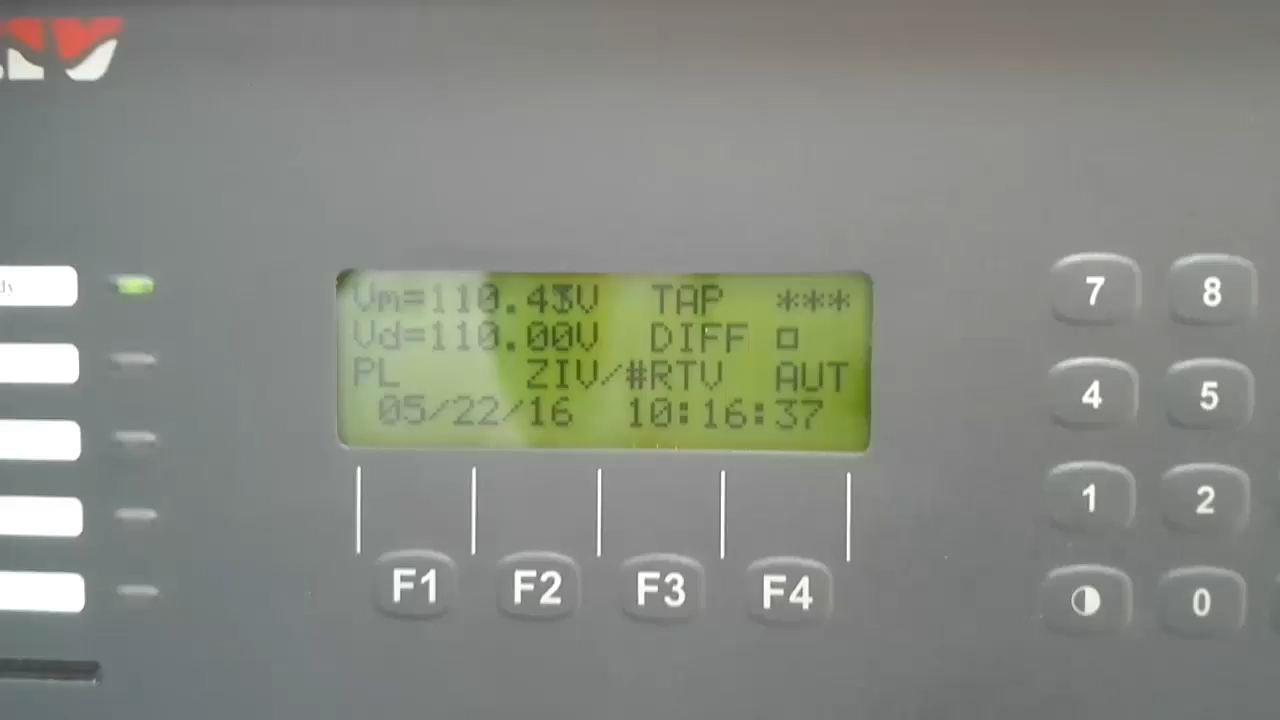 Vm=110.43V TAP ***
Vd=110.00V DIFF
PL ZIV/#RTV AUT
05/22/16 10:16:37
F1 F2 F3 F4
7 8
4 5
1 2
0